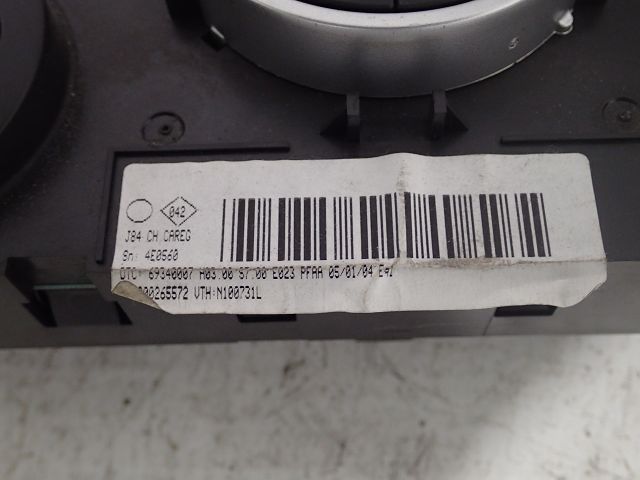 042
J84 CH CAREG
Sn: 4E0560
OTC: 69340007 H03.00 S7.00 E023 PFAA 05/01/04
00265572 VTH:N100731L